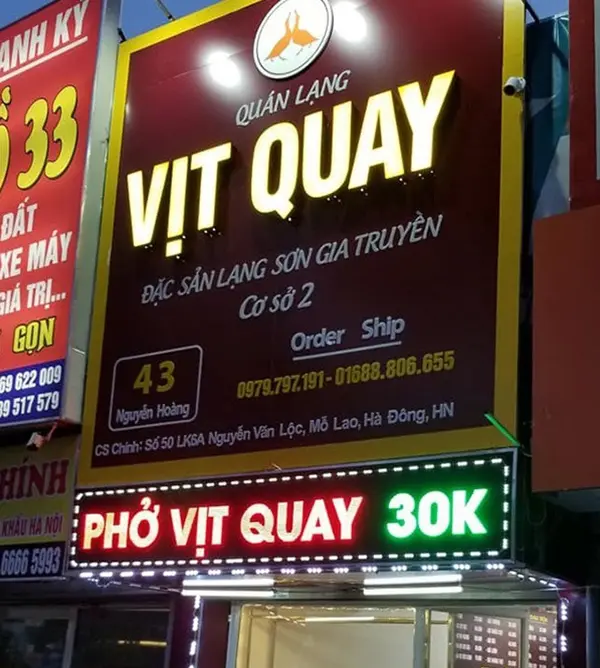 ANH KÝ
33
ĐẤT
XE MÁY
GIÁ TRỊ...
GỌN
69 622 009
39 517 579
HÍNH
KHẨU HÀ NỘI
6666 5993
QUÁN LẠNG
VỊT QUAY
ĐẶC SẢN LẠNG SƠN GIA TRUYỀN
Cơ sở 2
Order Ship
43
Nguyễn Hoàng
0979.797.191 - 01688.806.655
CS Chính: Số 50 LK6A Nguyễn Văn Lộc, Mỗ Lao, Hà Đông, HN
PHỞ VỊT QUAY 30K